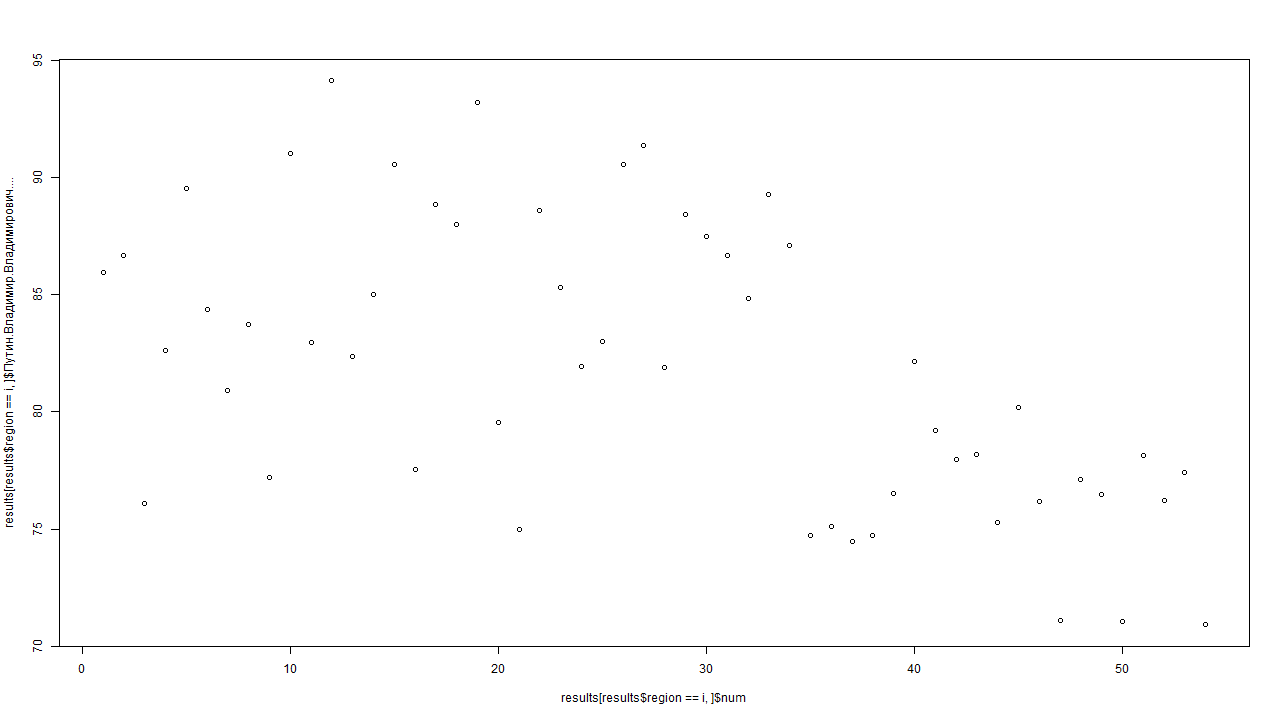 results[results$region == i, ]$Путин.Владимир.Владимирович....
95
90
85
80
75
70
0 10 20 30 40 50
results[results$region == i, ]$num